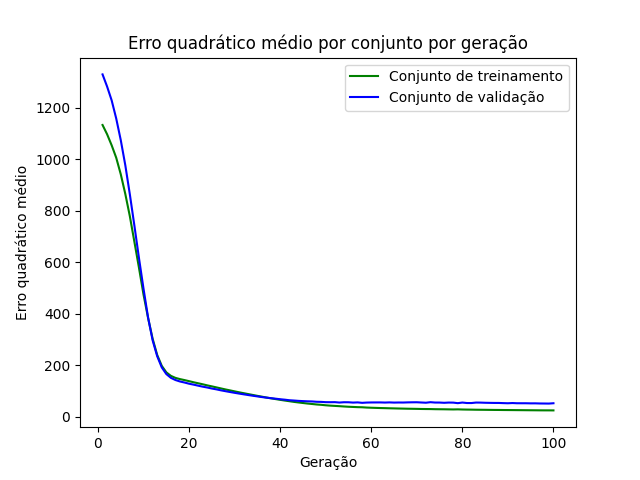 Erro quadrático médio por conjunto por geração
Conjunto de treinamento
Conjunto de validação
Erro quadrático médio
1200
1000
800
600
400
200
0
0 20 40 60 80 100
Geração